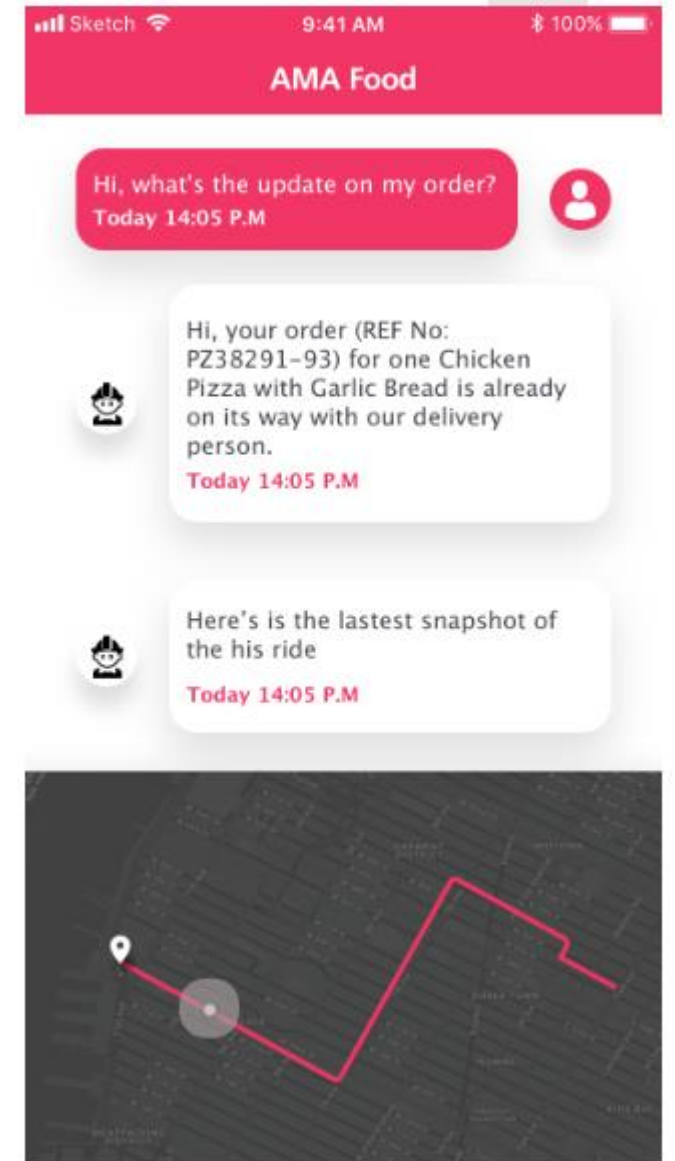 Sketch 9:41 AM 100%
AMA Food
Hi, what's the update on my order?
Today 14:05 P.M
Hi, your order (REF No:
PZ38291-93) for one Chicken
Pizza with Garlic Bread is already
on its way with our delivery
person.
Today 14:05 P.M
Here's is the lastest snapshot of
the his ride
Today 14:05 P.M